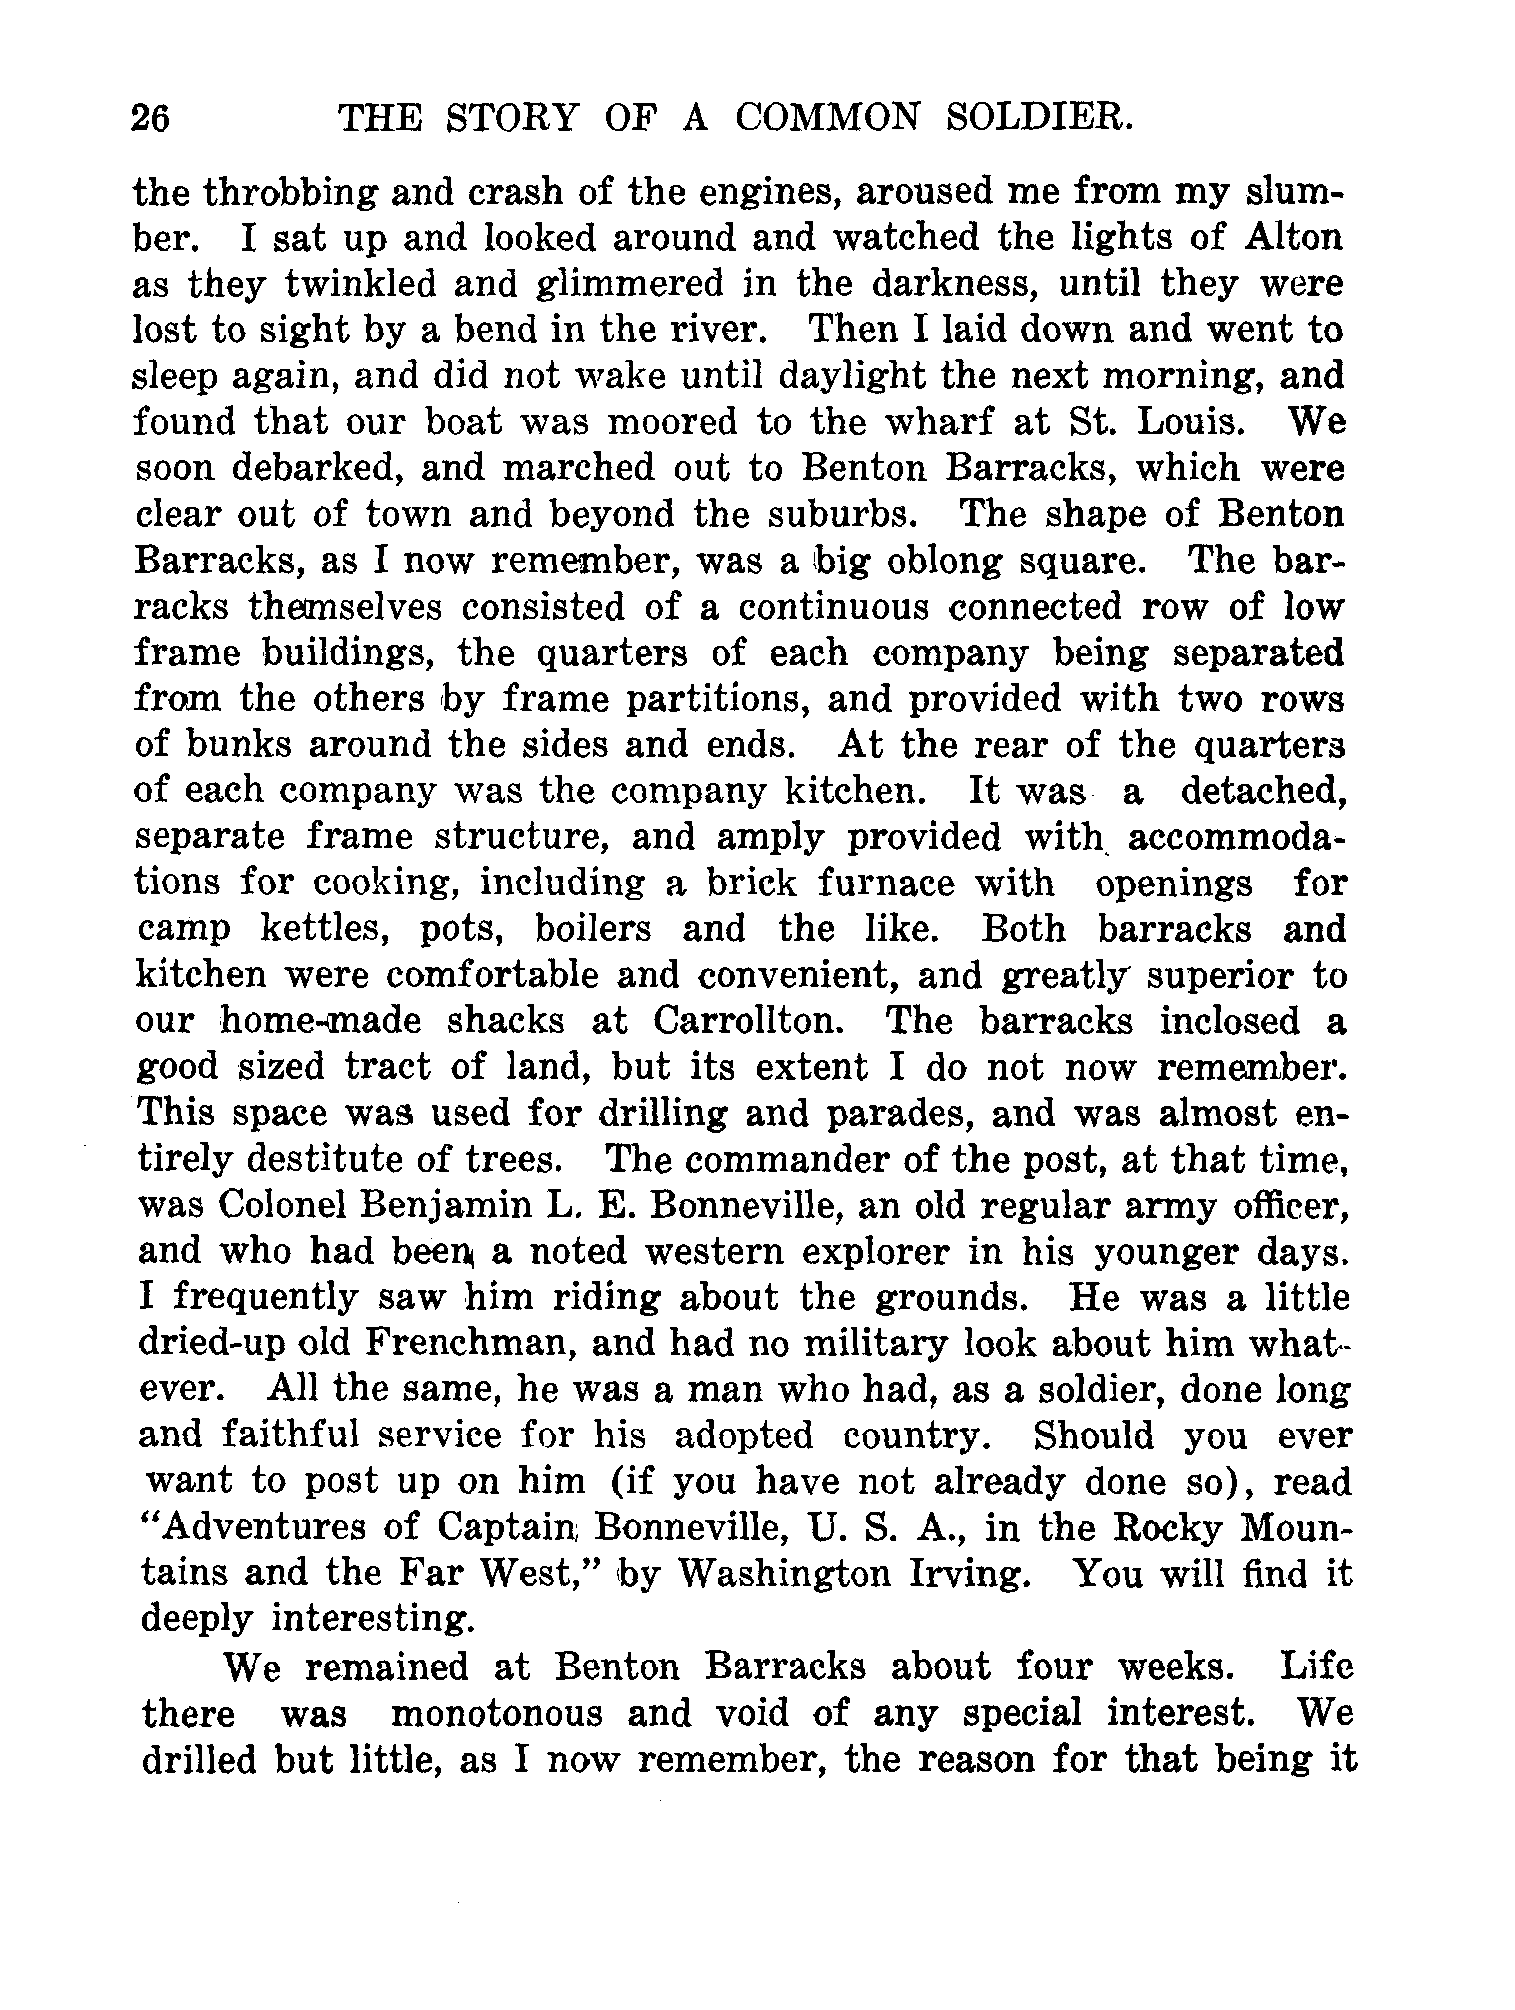 26 THE STORY OF A COMMON SOLDIER.
the throbbing and crash of the engines, aroused me from my slum-
ber. I sat up and looked around and watched the lights of Alton
as they twinkled and glimmered in the darkness, until they were
lost to sight by a bend in the river. Then I laid down and went to
sleep again, and did not wake until daylight the next morning, and
found that our boat was moored to the wharf at St. Louis. We
soon debarked, and marched out to Benton Barracks, which were
clear out of town and beyond the suburbs. The shape of Benton
Barracks, as I now remember, was a big oblong square. The bar-
racks themselves consisted of a continuous connected row of low
frame buildings, the quarters of each company being separated
from the others by frame partitions, and provided with two rows
of bunks around the sides and ends. At the rear of the quarters
of each company was the company kitchen. It was a detached,
separate frame structure, and amply provided with accommoda-
tions for cooking, including a brick furnace with openings for
camp kettles, pots, boilers and the like. Both barracks and
kitchen were comfortable and convenient, and greatly superior to
our home-made shacks at Carrollton. The barracks inclosed a
good sized tract of land, but its extent I do not now remember.
This space was used for drilling and parades, and was almost en-
tirely destitute of trees. The commander of the post, at that time,
was Colonel Benjamin L. E. Bonneville, an old regular army officer,
and who had been a noted western explorer in his younger days.
I frequently saw him riding about the grounds. He was a little
dried-up old Frenchman, and had no military look about him what-
ever. All the same, he was a man who had, as a soldier, done long
and faithful service for his adopted country. Should you ever
want to post up on him (if you have not already done so), read
“Adventures of Captain Bonneville, U. S. A., in the Rocky Moun-
tains and the Far West,” by Washington Irving. You will find it
deeply interesting.
We remained at Benton Barracks about four weeks. Life
there was monotonous and void of any special interest. We
drilled but little, as I now remember, the reason for that being it